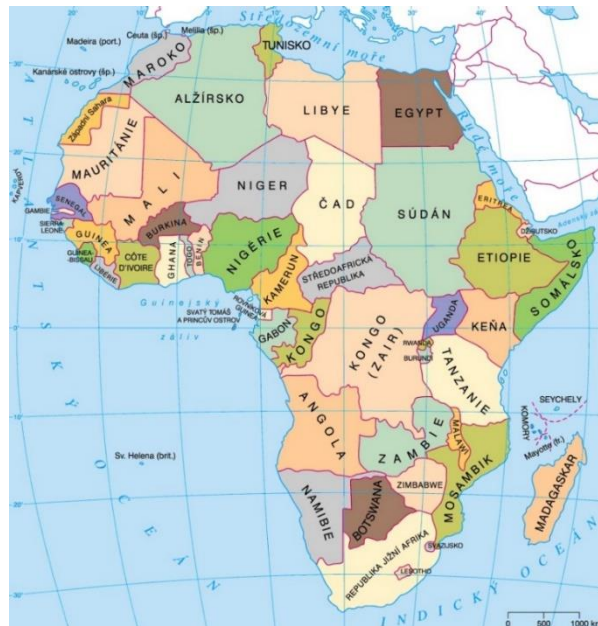 Středozemní moře
Ceuta (šp.)
Melilla (šp.)
Madeira (port.)
TUNISKO
MAROKO
Kanárské ostrovy (šp.)
ALŽÍRSKO
LIBYE
EGYPT
Západní Sahara
Rudé moře
MAURITÁNIE
MALI
NIGER
ČAD
SÚDÁN
ERITREA
KAPVERDY
SENEGAL
GAMBIE
BURKINA
DŽIBUTSKO
Adenský záliv
SIERRA
LEONE
GUINEA
GUINEA-
BISSAU
LIBÉRIE
CÔTE
D'IVOIRE
GHANA
TOGO
BENIN
NIGÉRIE
KAMERUN
STŘEDOAFRICKÁ
REPUBLIKA
ETIOPIE
SOMÁLSKO
Guinejský
záliv
ROVNÍKOVÁ
GUINEA
SVATÝ TOMÁŠ
A PRINCŮV OSTROV
GABON
KONGO
KONGO
(ZAIR)
UGANDA
KEŇA
RWANDA
BURUNDI
TANZANIE
SEYCHELY
KOMORY
Mayotte (fr.)
ANGOLA
ZAMBIE
MALAWI
MOSAMBIK
Sv. Helena (brit.)
ZIMBABWE
MADAGASKAR
NAMIBIE
BOTSWANA
REPUBLIKA JIŽNÍ AFRIKA
SVAZIJSKO
LESOTHO
ATLANTSKÝ OCEÁN
INDICKÝ OCEÁN
0 500 1000 km